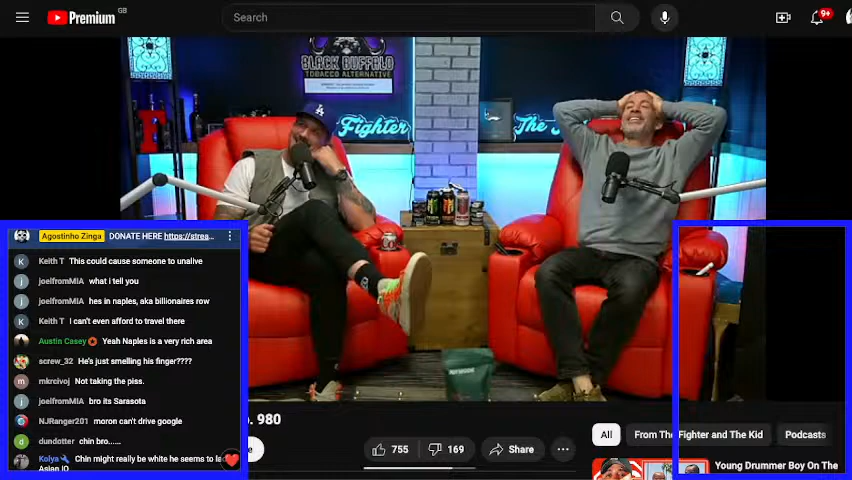 Premium GB
Search
9+
BLACK BUFFALO
TOBACCO ALTERNATIVE
Fighter
The
Agostinho Zinga DONATE HERE https://strea...
K Keith T This could cause someone to unalive
j joelfromMIA what i tell you
j joelfromMIA hes in naples, aka billionaires row
K Keith T I can't even afford to travel there
Austin Casey Yeah Naples is a very rich area
screw_32 He's just smelling his finger????
m mkrcivoj Not taking the piss.
j joelfromMIA bro its Sarasota
NJRanger201 moron can't drive google
d dundotter chin bro......
Kolya Chin might really be white he seems to la
Asian IQ
. 980
755
169
Share
All
From The Fighter and The Kid
Podcasts
Young Drummer Boy On The